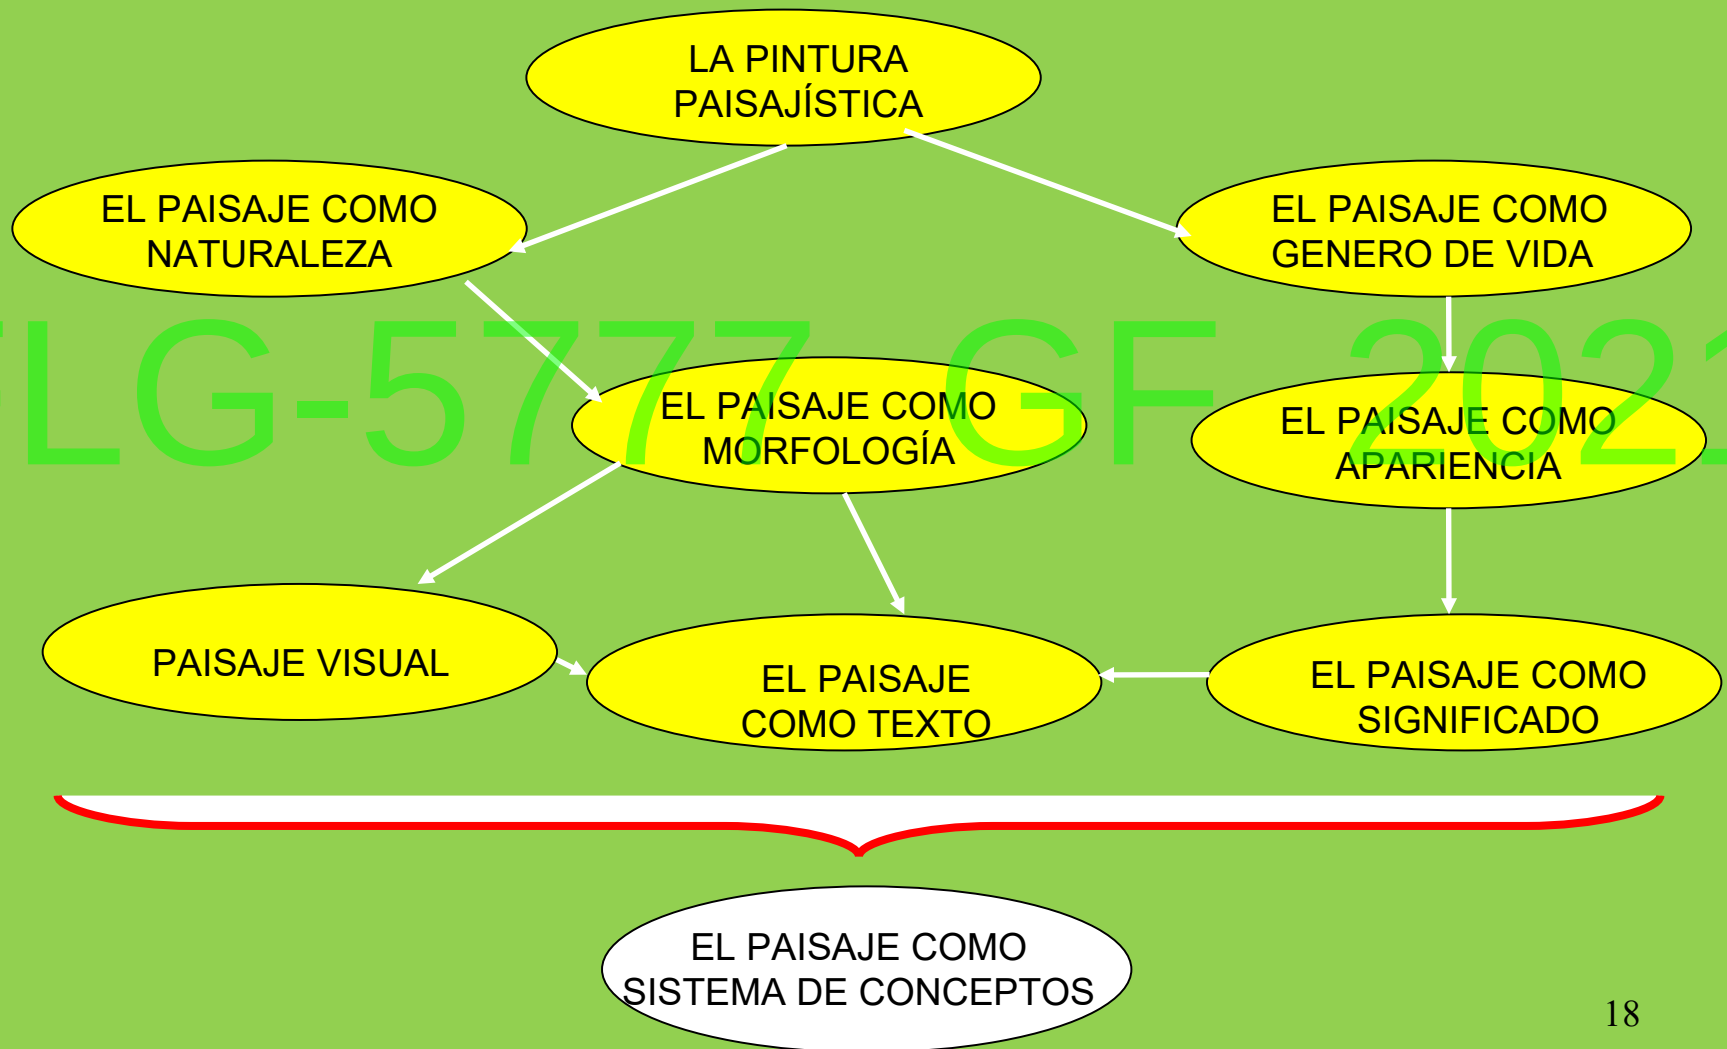 LA PINTURA
PAISAJÍSTICA
EL PAISAJE COMO
NATURALEZA
EL PAISAJE COMO
GENERO DE VIDA
LG-5777 GF 2021
EL PAISAJE COMO
MORFOLOGÍA
EL PAISAJE COMO
APARIENCIA
PAISAJE VISUAL
EL PAISAJE
COMO TEXTO
EL PAISAJE COMO
SIGNIFICADO
EL PAISAJE COMO
SISTEMA DE CONCEPTOS
18